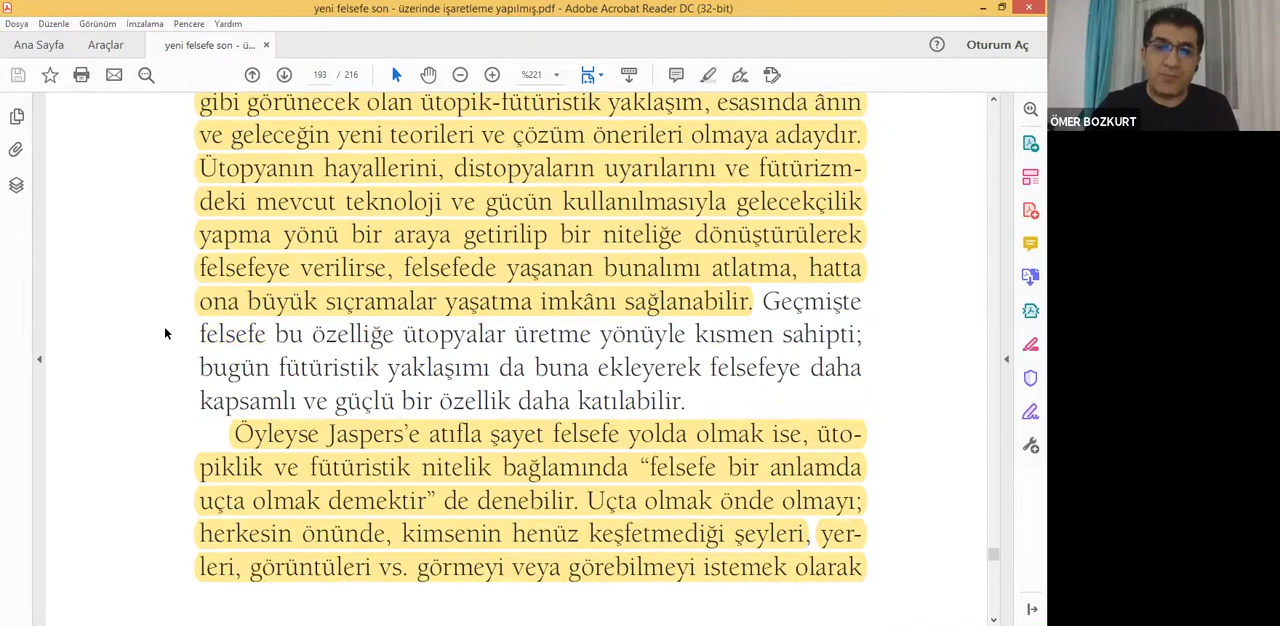 yeni felsefe son - üzerinde işaretleme yapılmış.pdf - Adobe Acrobat Reader DC (32-bit)
Dosya Düzenle Görünüm İmzalama Pencere Yardım
Ana Sayfa Araçlar yeni felsefe son - ü... × Oturum Aç
193 / 216 %221
ÖMER BOZKURT
gibi görünecek olan ütopik-fütüristik yaklaşım, esasında ânın
ve geleceğin yeni teorileri ve çözüm önerileri olmaya adaydır.
Ütopyanın hayallerini, distopyaların uyarılarını ve fütürizm-
deki mevcut teknoloji ve gücün kullanılmasıyla gelecekçilik
yapma yönü bir araya getirilip bir niteliğe dönüştürülerek
felsefeye verilirse, felsefede yaşanan bunalımı atlatma, hatta
ona büyük sıçramalar yaşatma imkânı sağlanabilir. Geçmişte
felsefe bu özelliğe ütopyalar üretme yönüyle kısmen sahipti;
bugün fütüristik yaklaşımı da buna ekleyerek felsefeye daha
kapsamlı ve güçlü bir özellik daha katılabilir.
Öyleyse Jaspers’e atıfla şayet felsefe yolda olmak ise, üto-
piklik ve fütüristik nitelik bağlamında “felsefe bir anlamda
uçta olmak demektir” de denebilir. Uçta olmak önde olmayı;
herkesin önünde, kimsenin henüz keşfetmediği şeyleri, yer-
leri, görüntüleri vs. görmeyi veya görebilmeyi istemek olarak